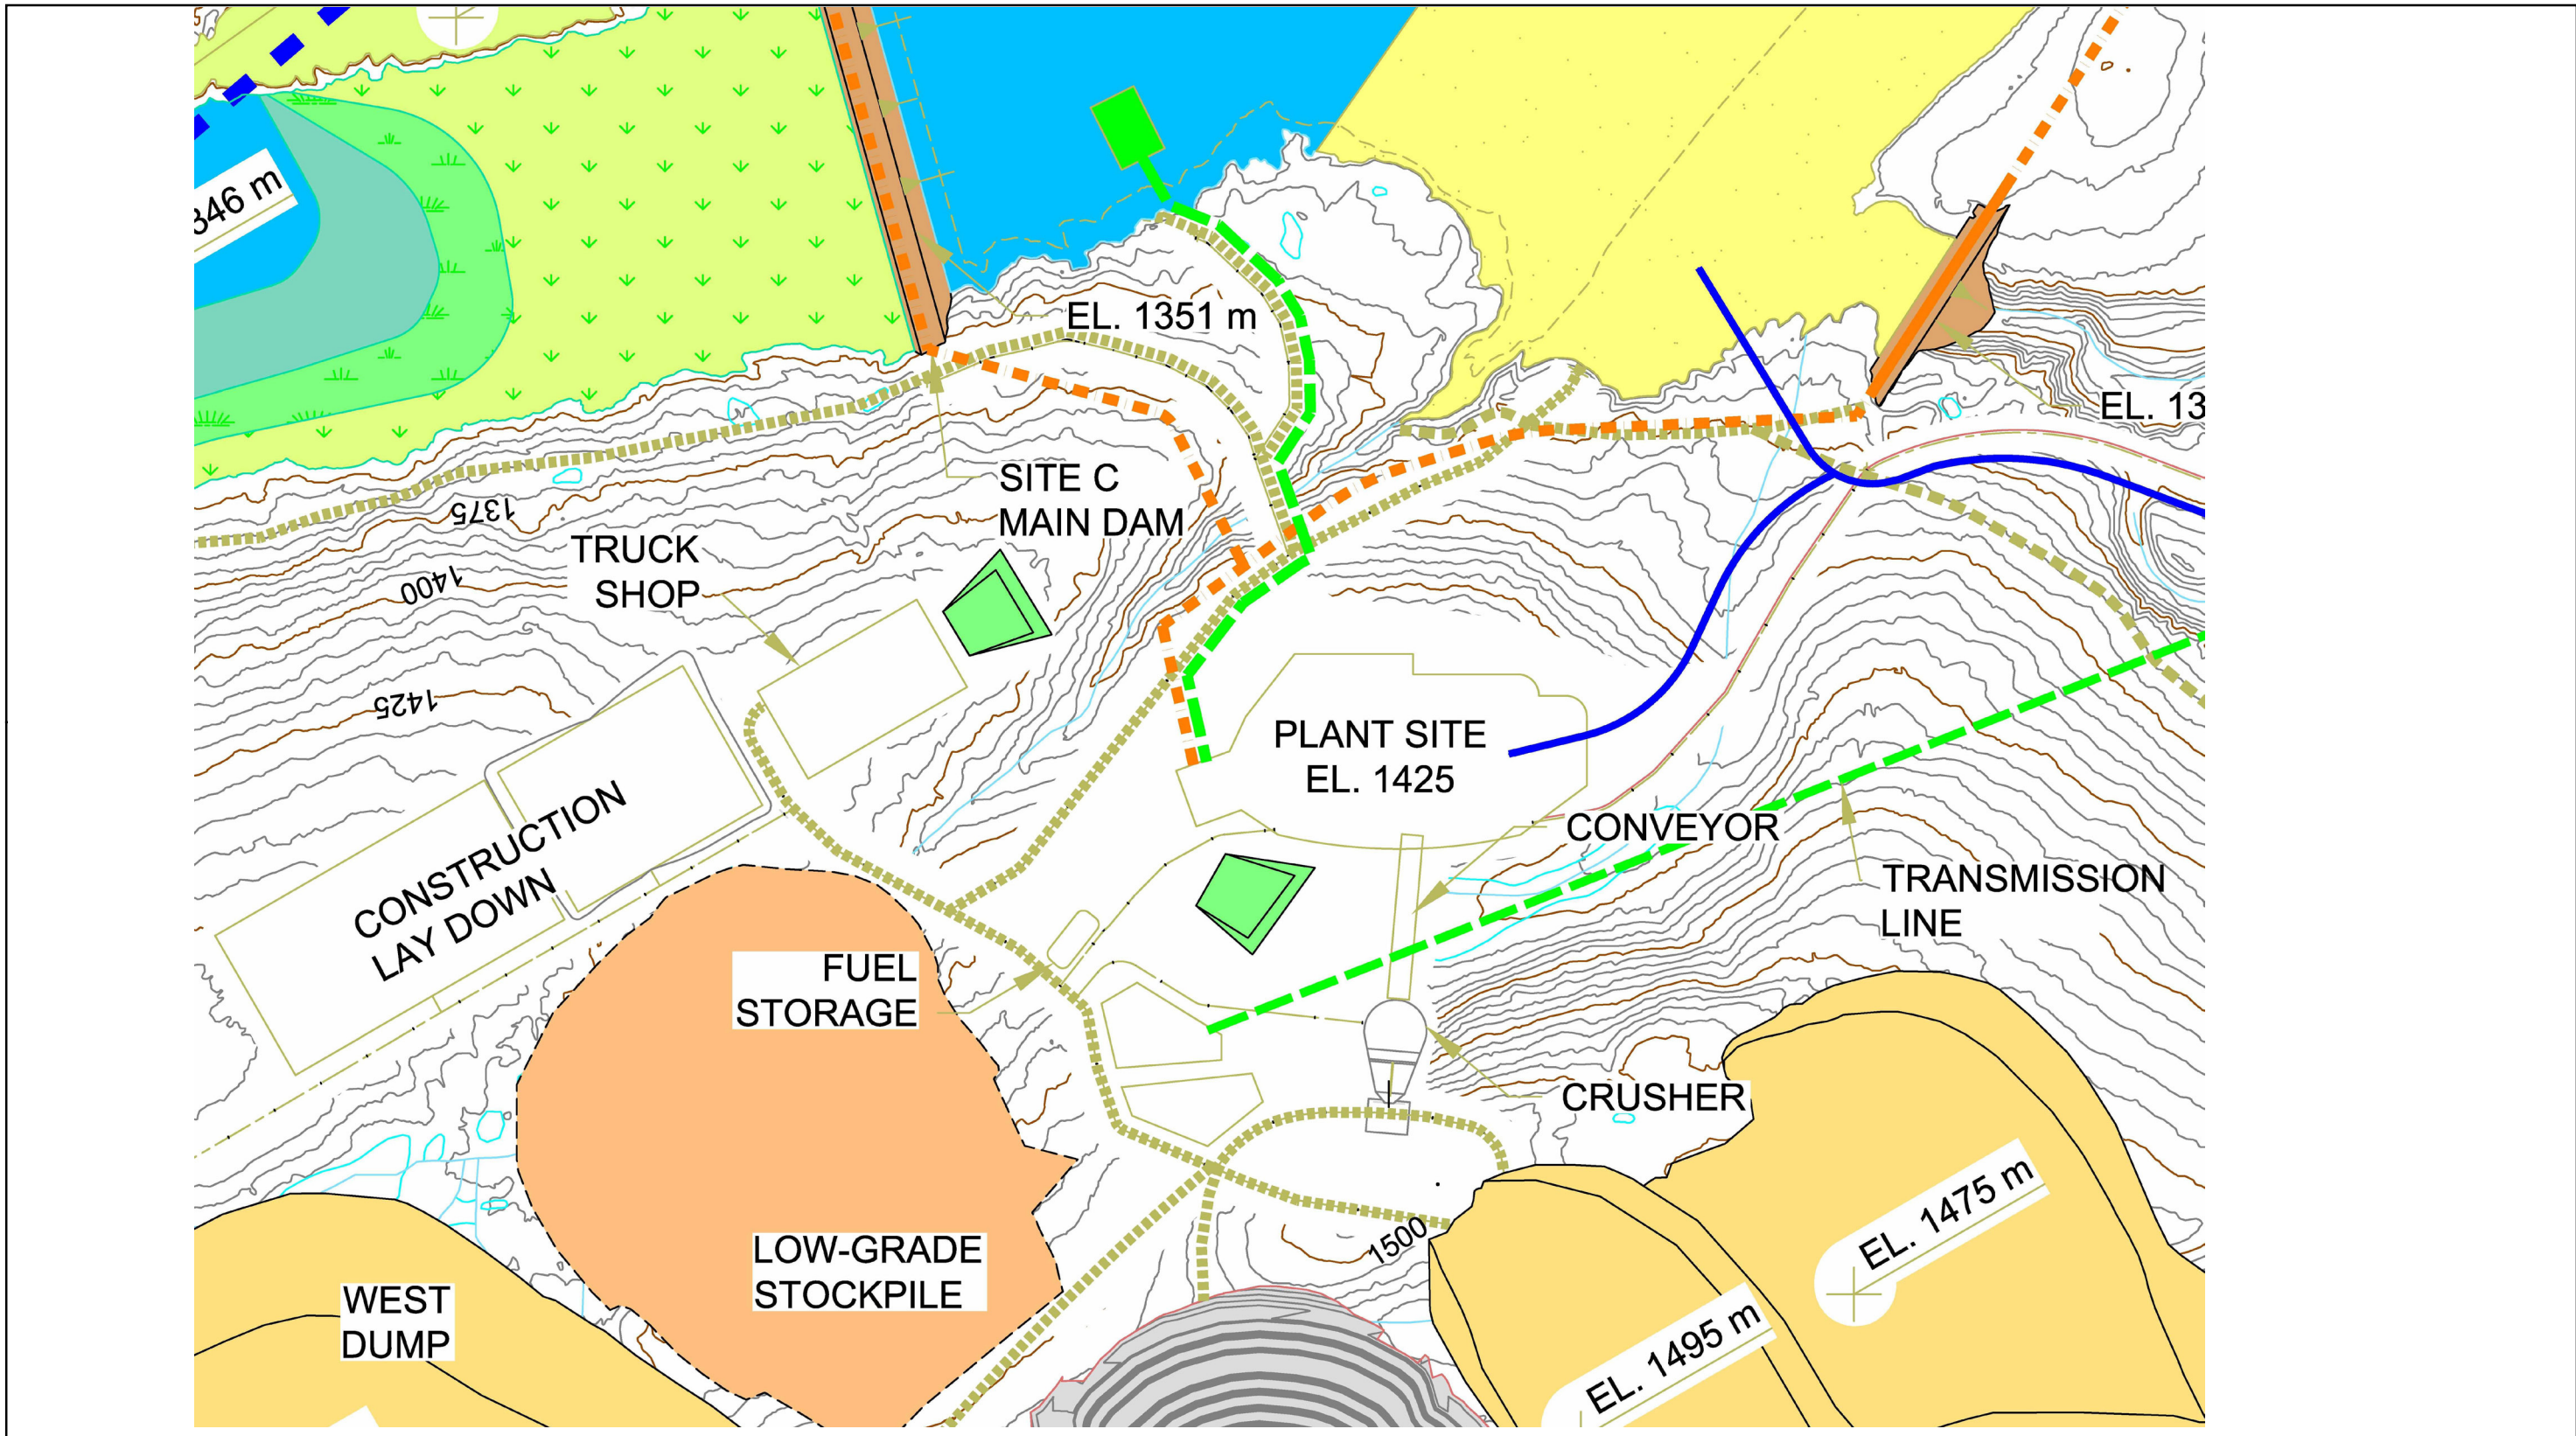 846 m
EL. 1351 m
EL. 13
SITE C
MAIN DAM
1375
TRUCK
SHOP
1400
1425
PLANT SITE
EL. 1425
CONSTRUCTION
LAY DOWN
CONVEYOR
TRANSMISSION
LINE
FUEL
STORAGE
CRUSHER
EL. 1475 m
1500
LOW-GRADE
STOCKPILE
WEST
DUMP
EL. 1495 m